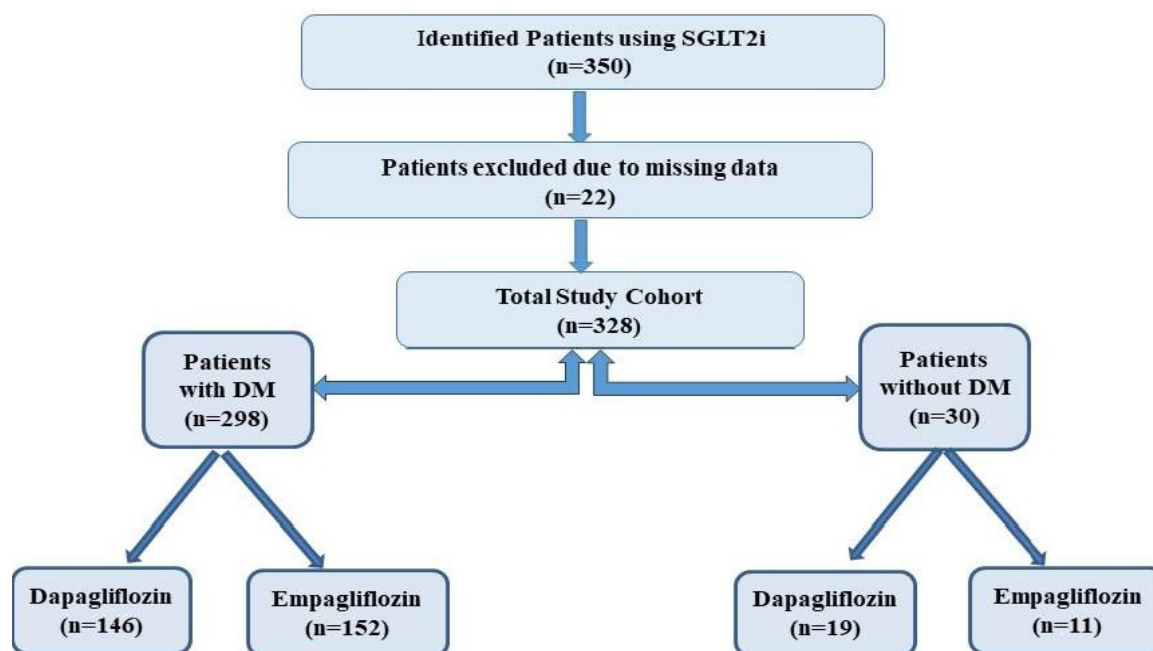 Identified Patients using SGLT2i
(n=350)
Patients excluded due to missing data
(n=22)
Total Study Cohort
(n=328)
Patients
with DM
(n=298)
Patients
without DM
(n=30)
Dapagliflozin
(n=146)
Empagliflozin
(n=152)
Dapagliflozin
(n=19)
Empagliflozin
(n=11)